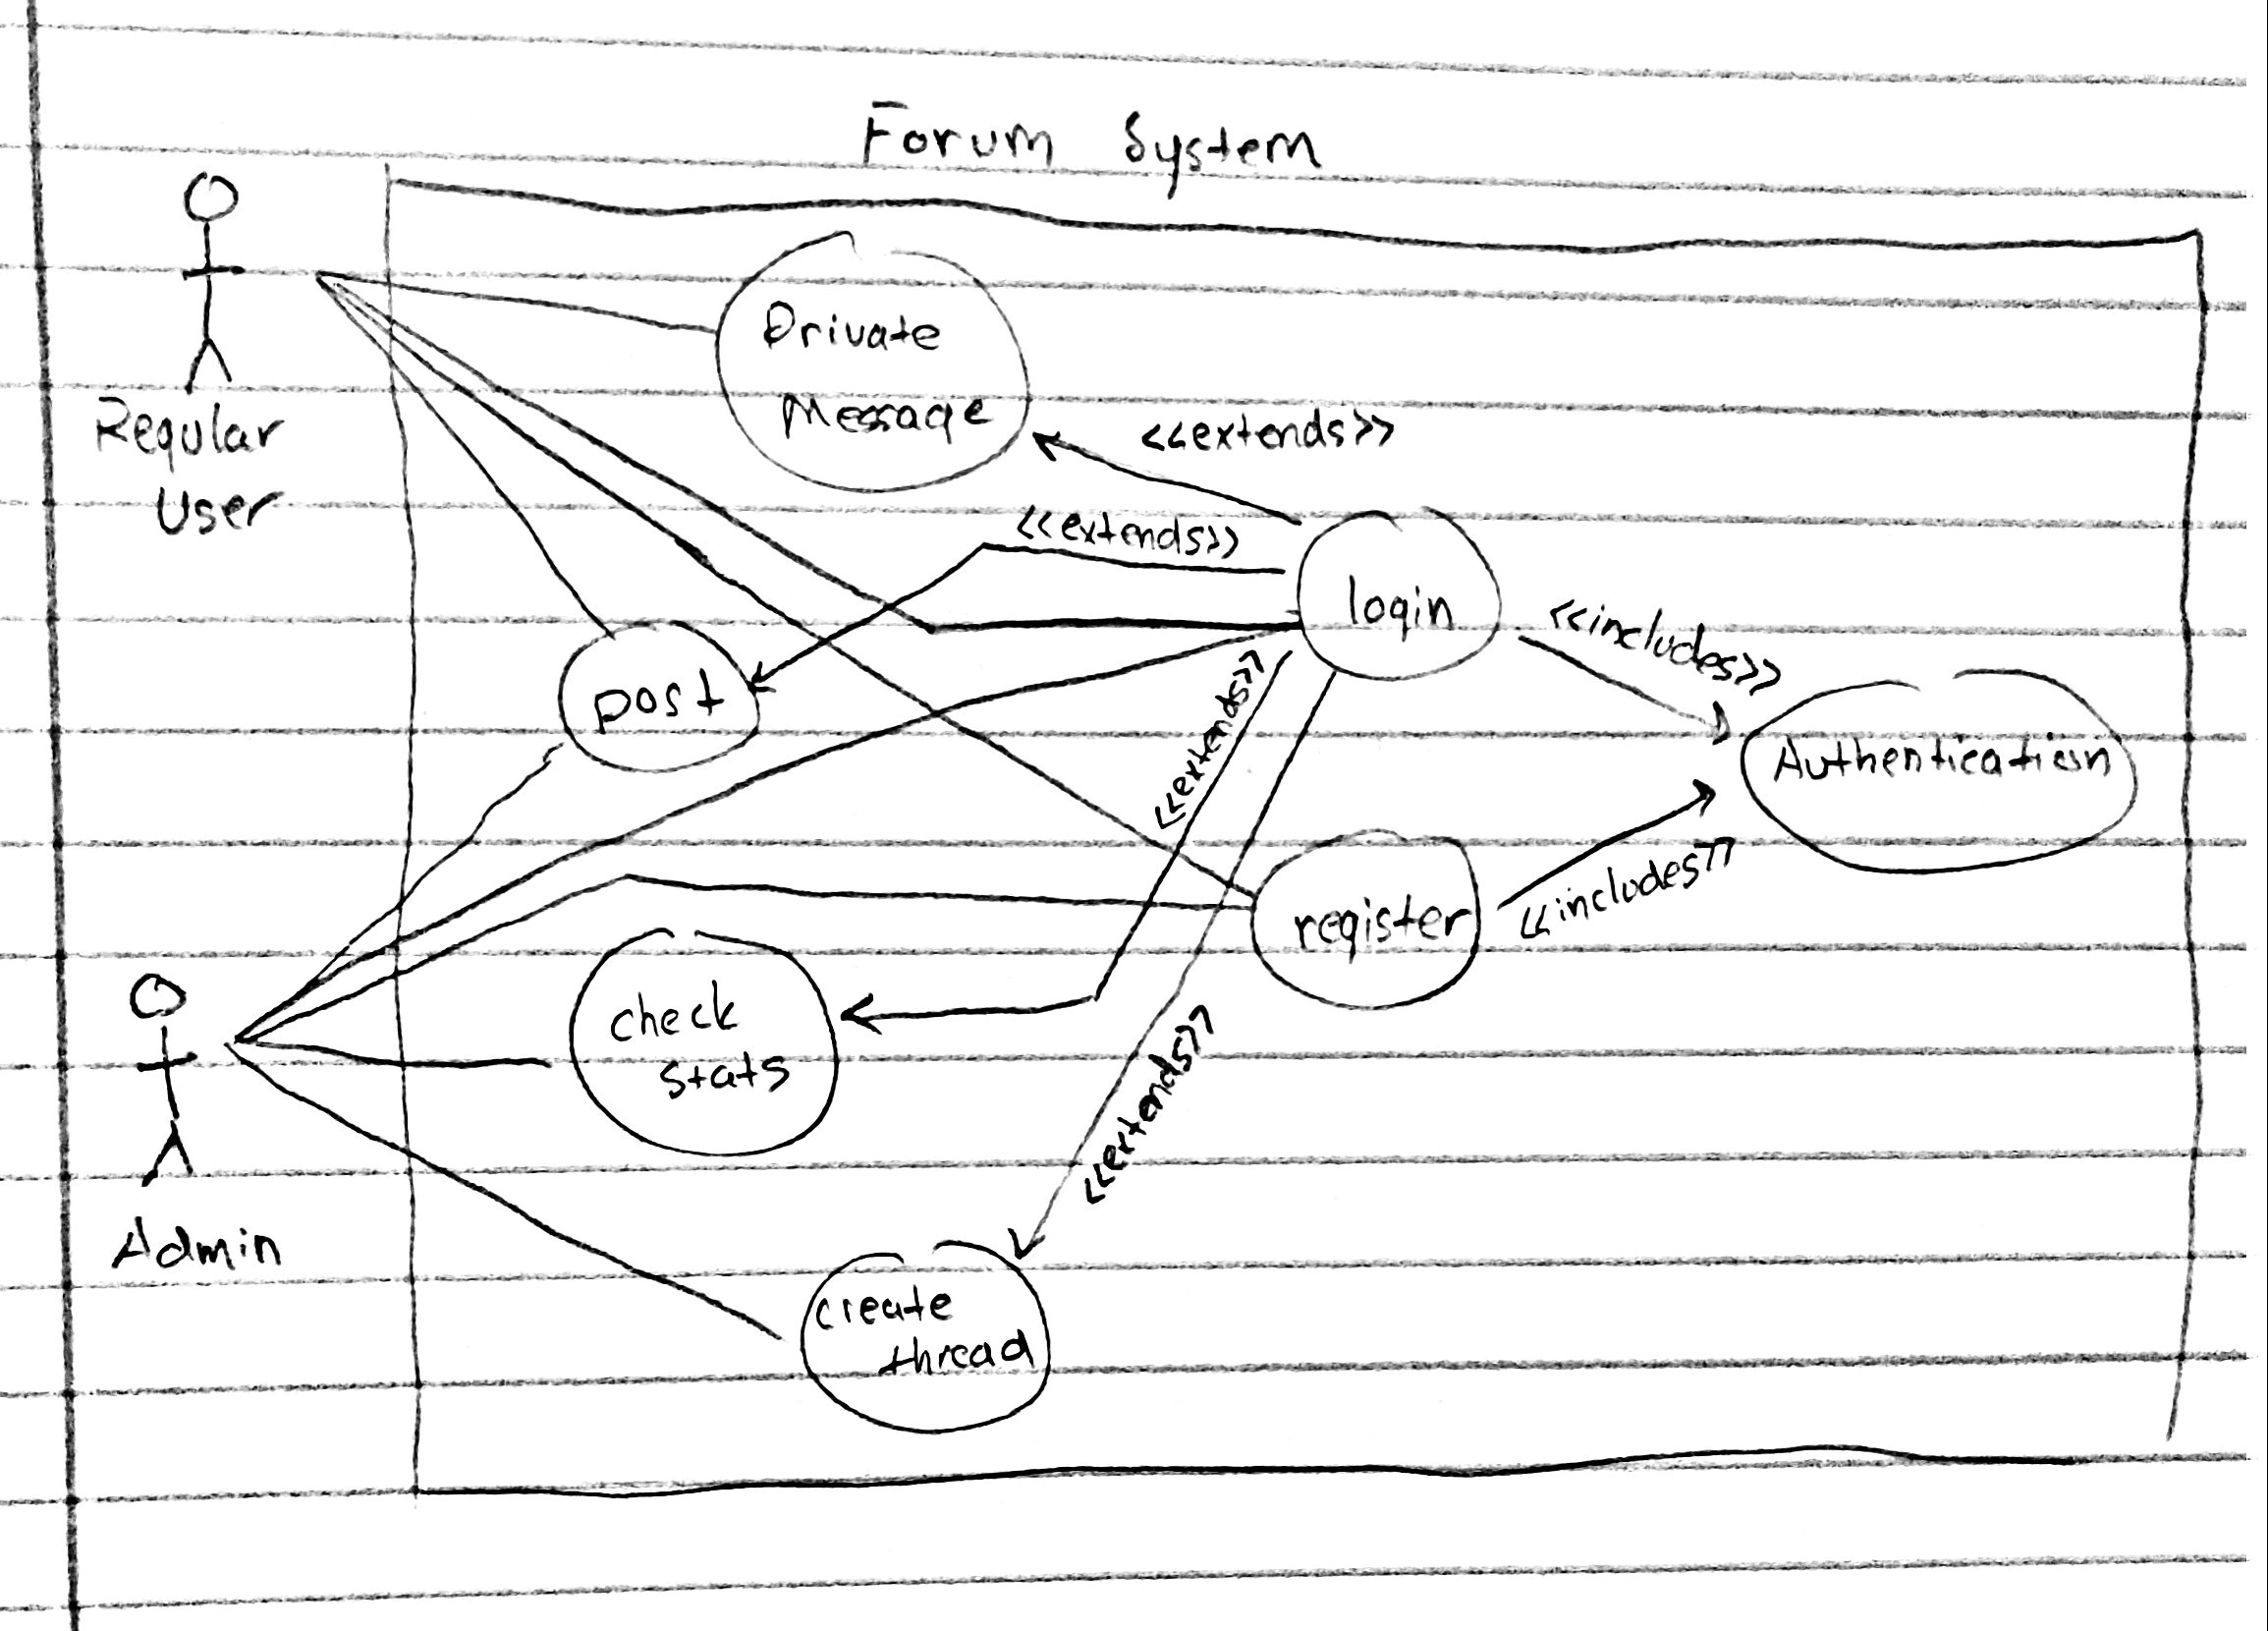 Forum System
Private
Message
Regular
User
<<extends>>
<<extends>>
login
<<includes>>
post
<<extends>>
Authentication
register
<<includes>>
check
stats
<<extends>>
Admin
create
thread